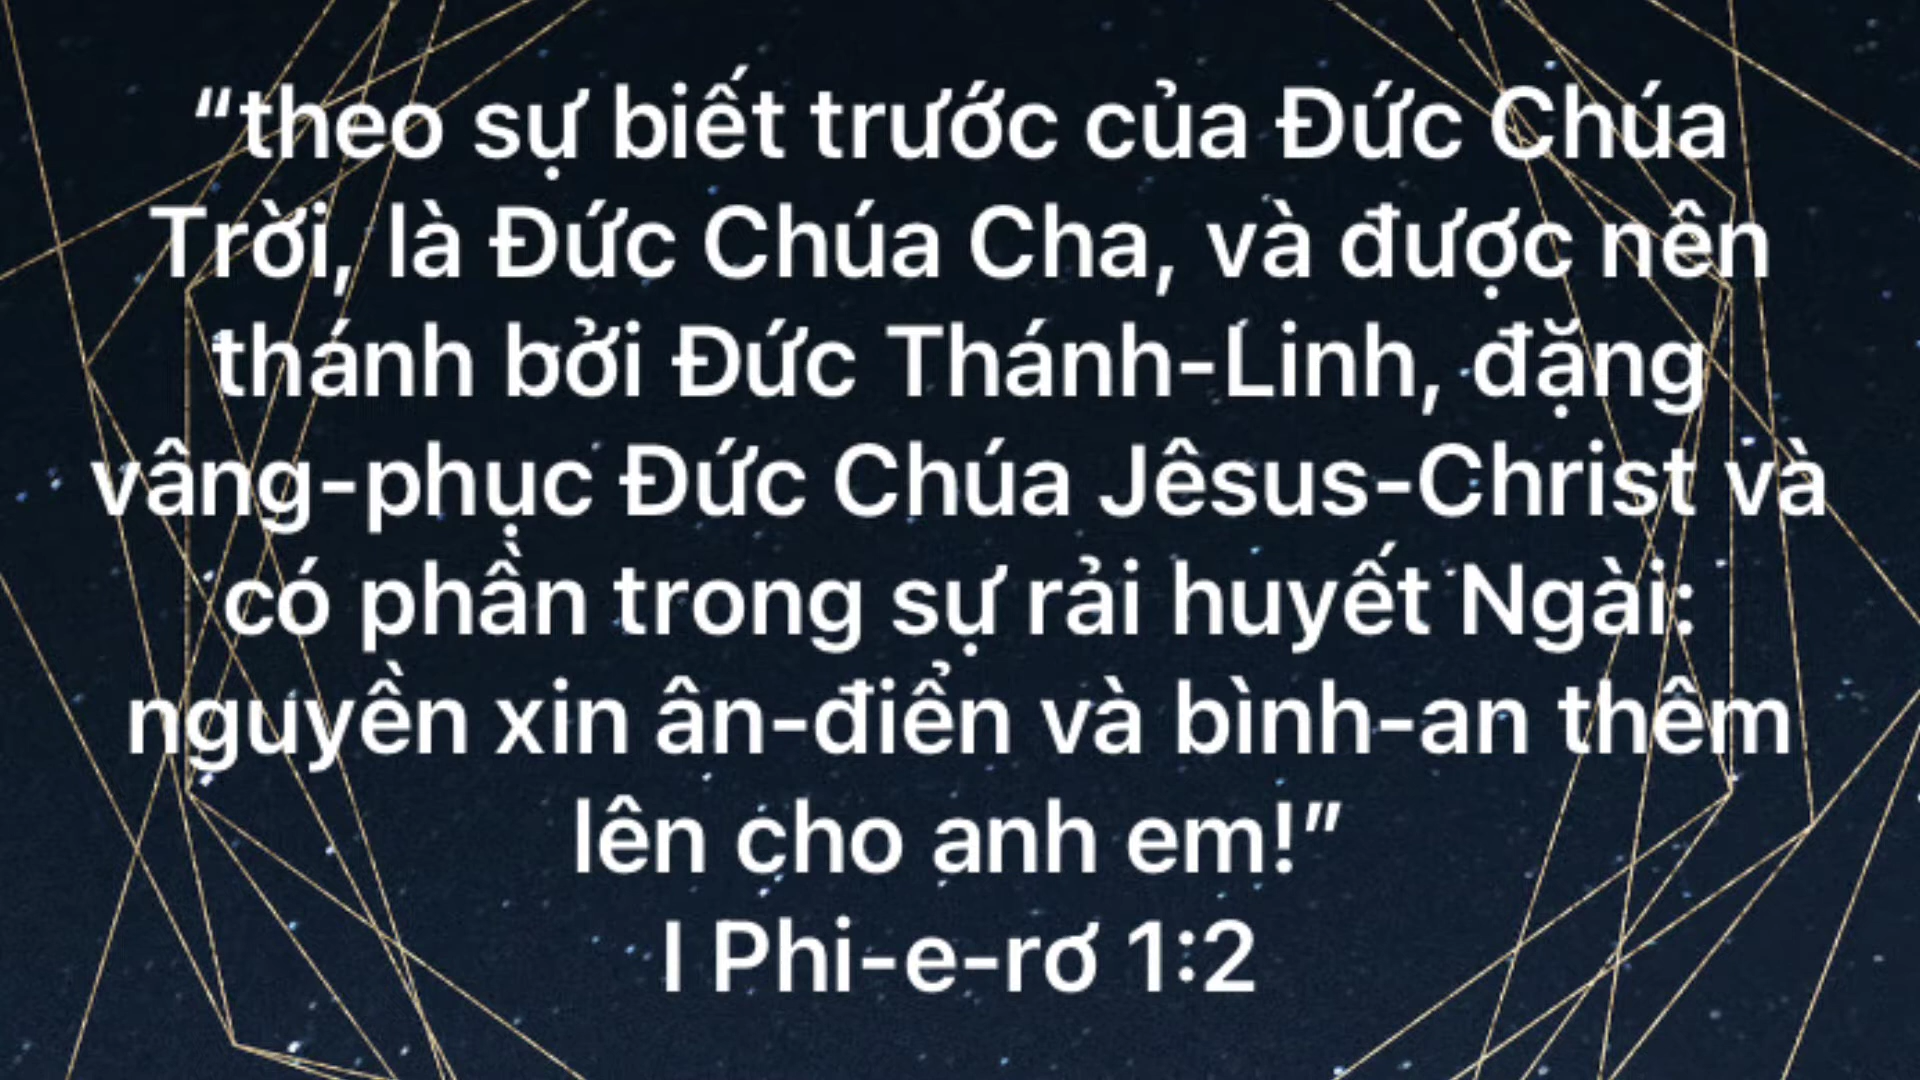 “theo sự biết trước của Đức Chúa
Trời, là Đức Chúa Cha, và được nên
thánh bởi Đức Thánh-Linh, đặng
vâng-phục Đức Chúa Jêsus-Christ và
có phần trong sự rải huyết Ngài:
nguyền xin ân-điển và bình-an thêm
lên cho anh em!”
I Phi-e-rơ 1:2